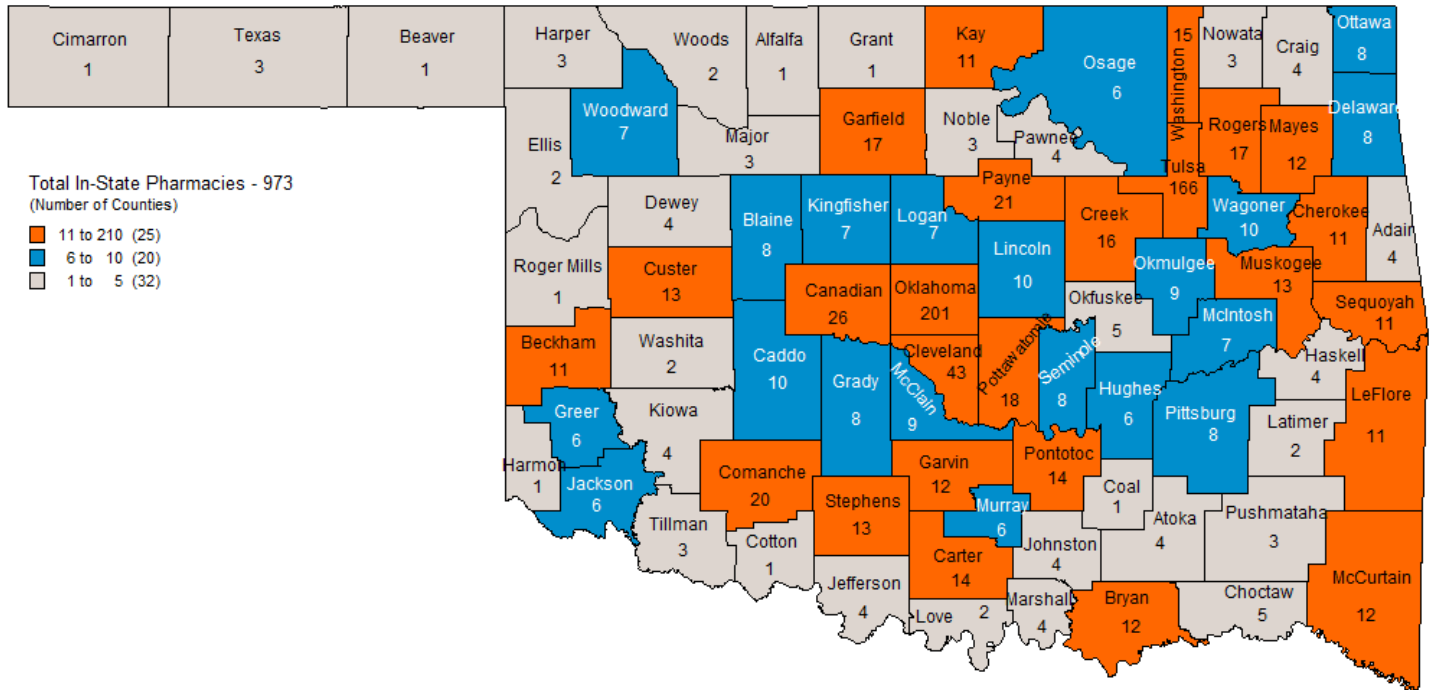 Cimarron
1
Texas
3
Beaver
1
Harper
3
Woods
2
Alfalfa
1
Grant
1
Kay
11
Osage
6
Washington
15
Nowata
3
Craig
4
Ottawa
8
Woodward
7
Ellis
2
Major
3
Garfield
17
Noble
3
Pawnee
4
Rogers
17
Mayes
12
Delaware
8
Total In-State Pharmacies - 973
(Number of Counties)
11 to 210 (25)
6 to 10 (20)
1 to 5 (32)
Dewey
4
Blaine
8
Kingfisher
7
Logan
7
Payne
21
Creek
16
Tulsa
166
Wagoner
10
Cherokee
11
Adair
4
Roger Mills
1
Custer
13
Canadian
26
Oklahoma
201
Lincoln
10
Okfuskee
5
Okmulgee
9
Muskogee
13
Sequoyah
11
Beckham
11
Washita
2
Caddo
10
Grady
8
McClain
9
Cleveland
43
Pottawatomie
18
Seminole
8
Hughes
6
McIntosh
7
Pittsburg
8
Haskell
4
LeFlore
11
Latimer
2
Greer
6
Kiowa
4
Harmon
1
Jackson
6
Comanche
20
Stephens
13
Garvin
12
Pontotoc
14
Coal
1
Murray
6
Tillman
3
Cotton
1
Jefferson
4
Carter
14
Johnston
4
Atoka
4
Pushmataha
3
McCurtain
12
Love 2
Marshall
4
Bryan
12
Choctaw
5